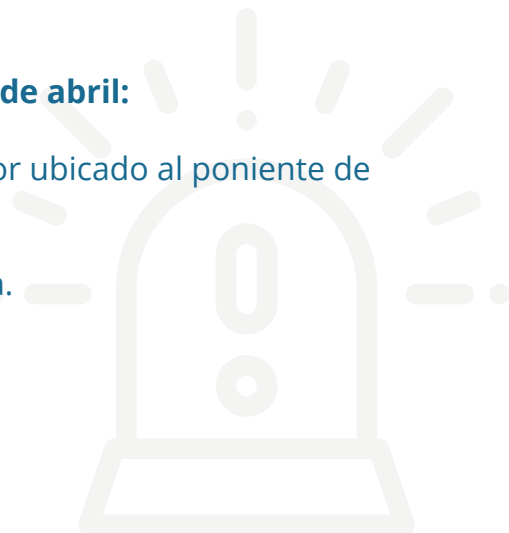 de abril:
or ubicado al poniente de